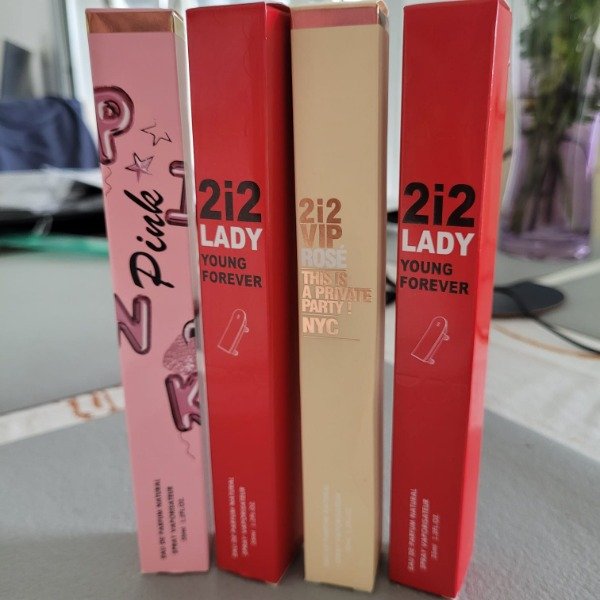 Pink
EAU DE PARFUM NATURAL
SPRAY VAPORISATEUR
2i2
LADY
YOUNG
FOREVER
2i2
VIP
ROSÉ
THIS IS
A PRIVATE
PARTY !
NYC
2i2
LADY
YOUNG
FOREVER
EAU DE PARFUM NATURAL
SPRAY VAPORISATEUR